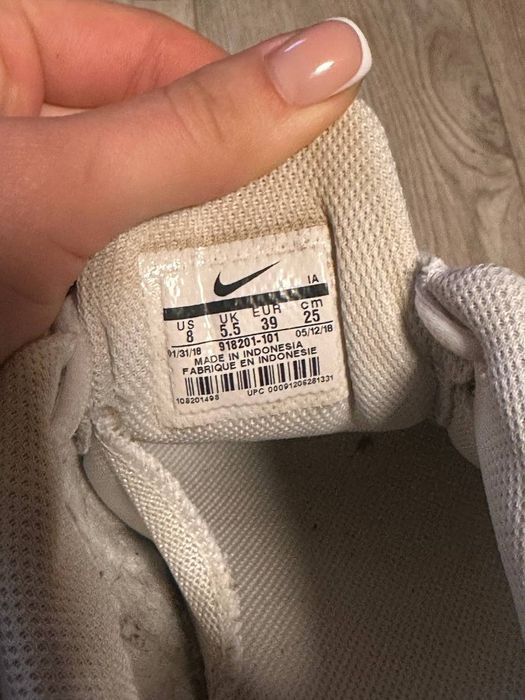 IA
US UK EUR cm
8 5.5 39 25
01/31/18 918201-101 05/12/18
MADE IN INDONESIA
FABRIQUE EN INDONESIE
108201498 UPC 00091206281331